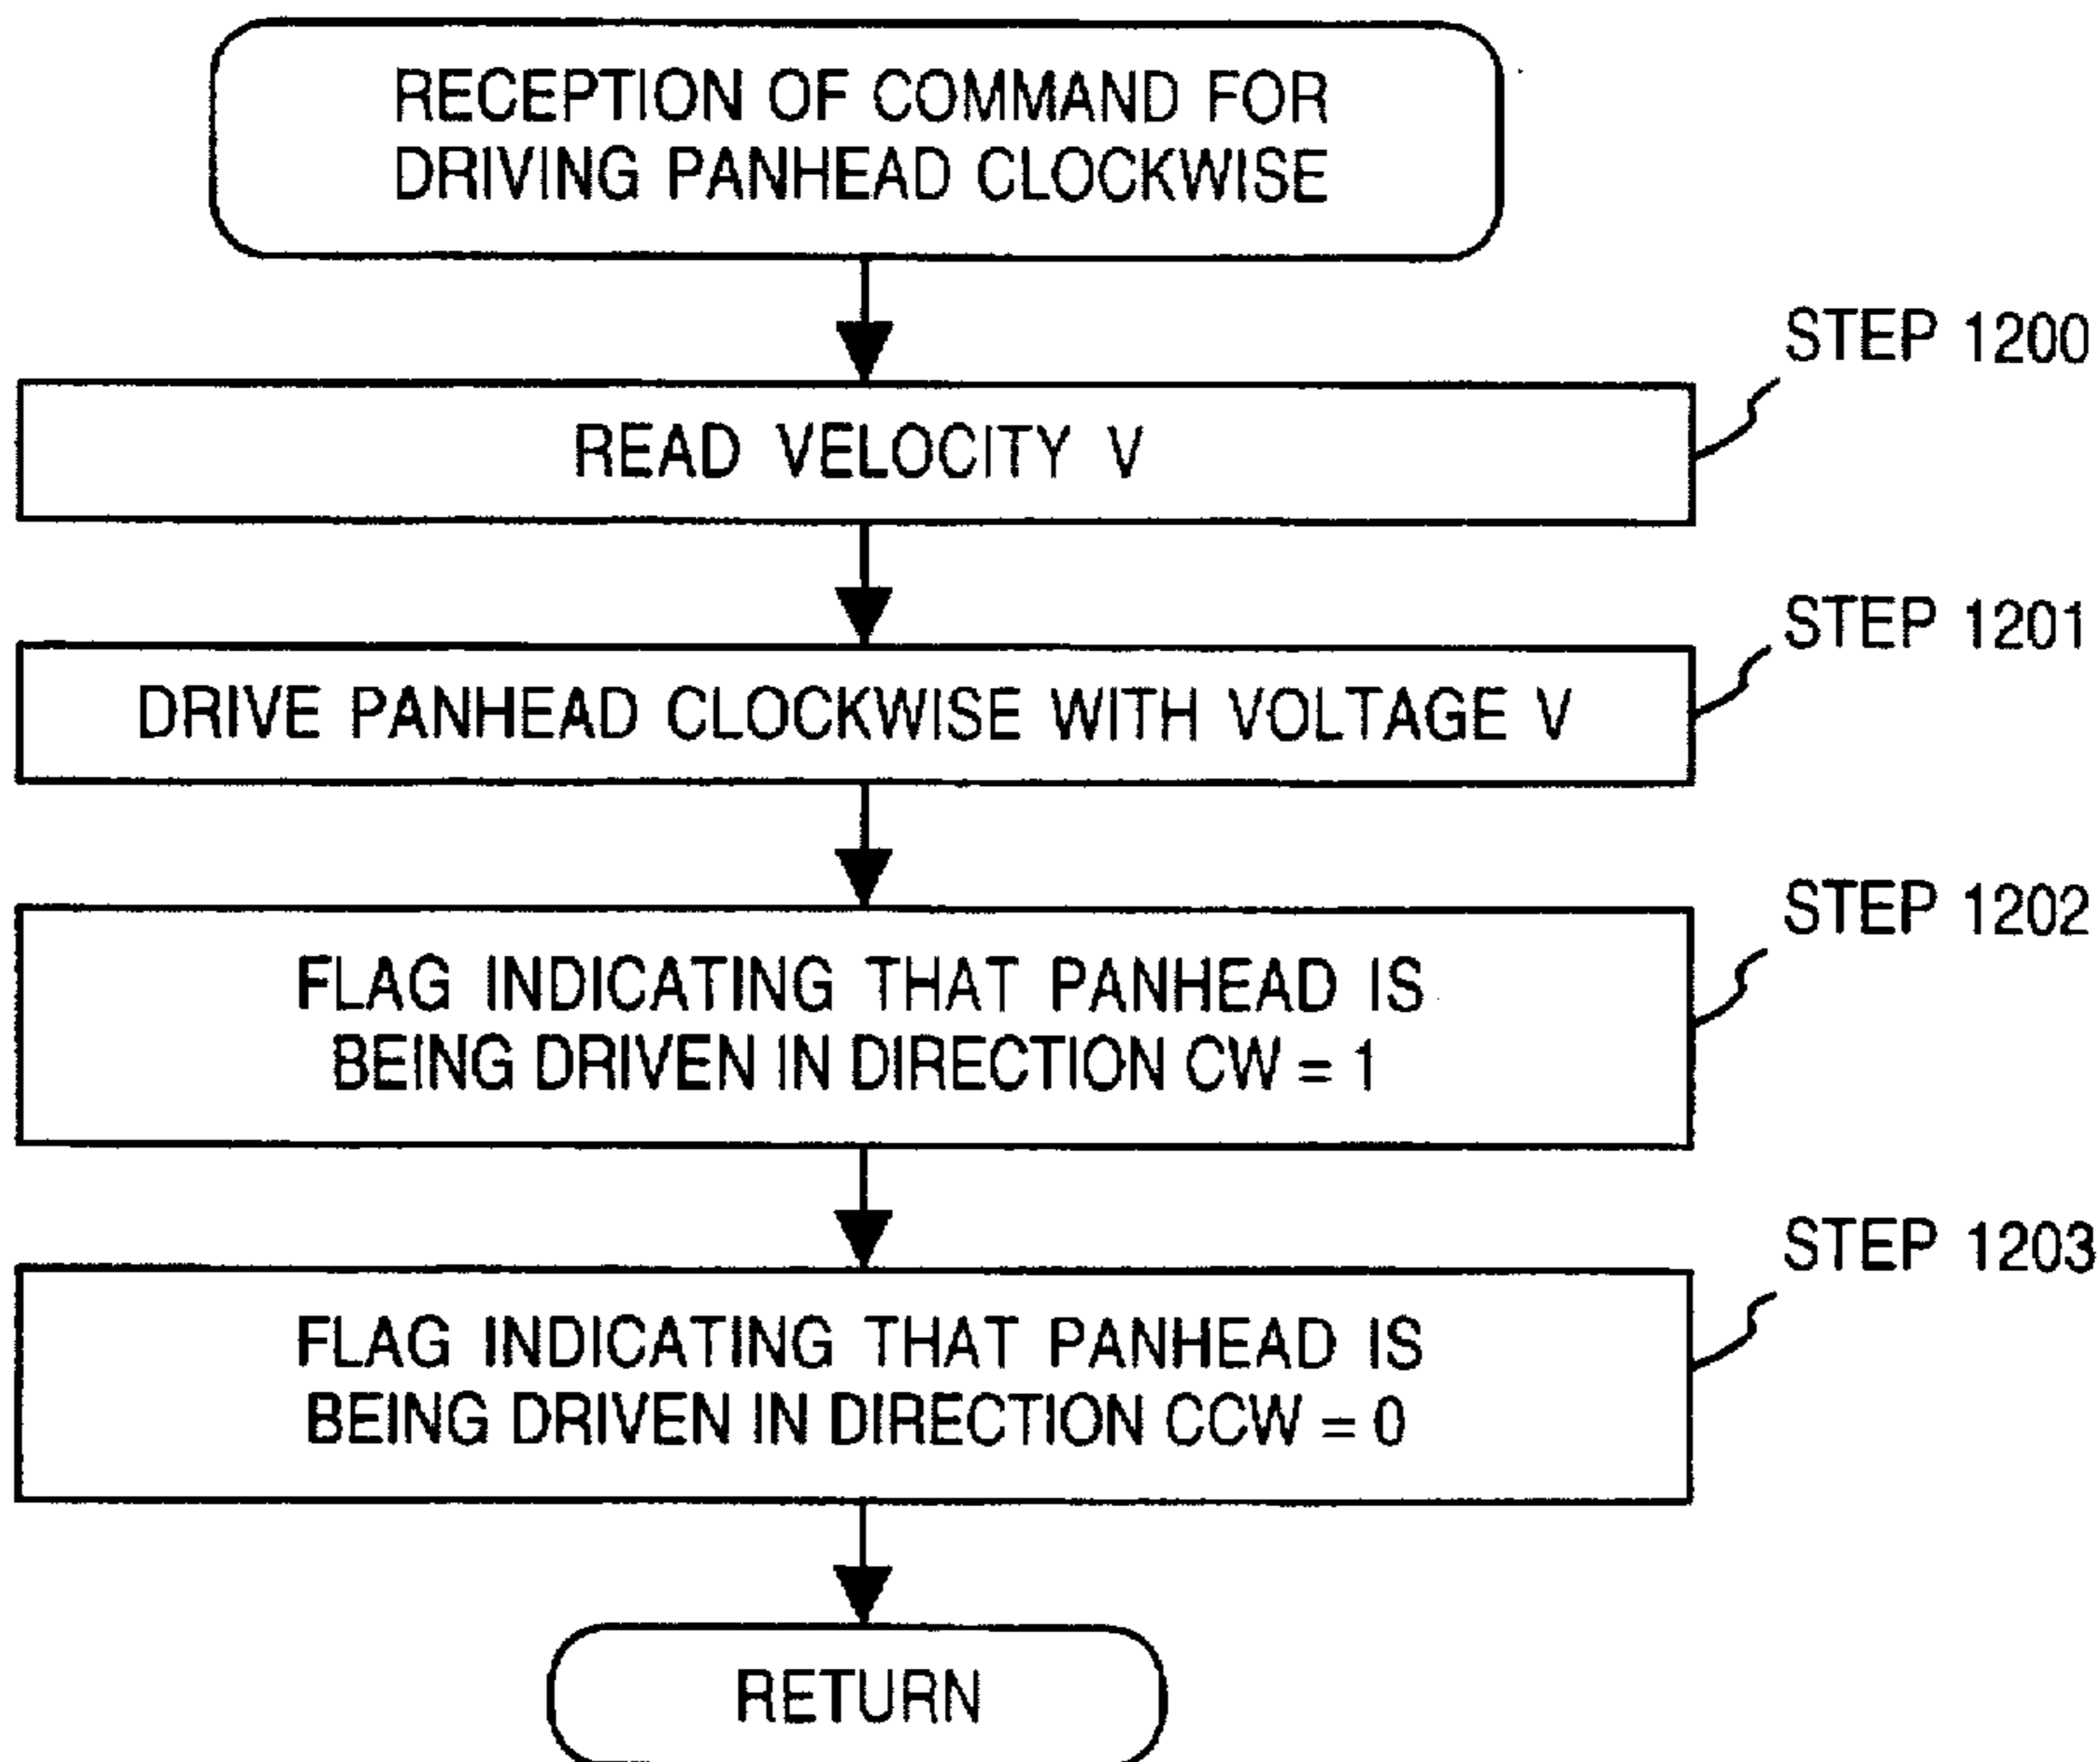 RECEPTION OF COMMAND FOR
DRIVING PANHEAD CLOCKWISE
STEP 1200
READ VELOCITY V
STEP 1201
DRIVE PANHEAD CLOCKWISE WITH VOLTAGE V
STEP 1202
FLAG INDICATING THAT PANHEAD IS
BEING DRIVEN IN DIRECTION CW = 1
STEP 1203
FLAG INDICATING THAT PANHEAD IS
BEING DRIVEN IN DIRECTION CCW = 0
RETURN